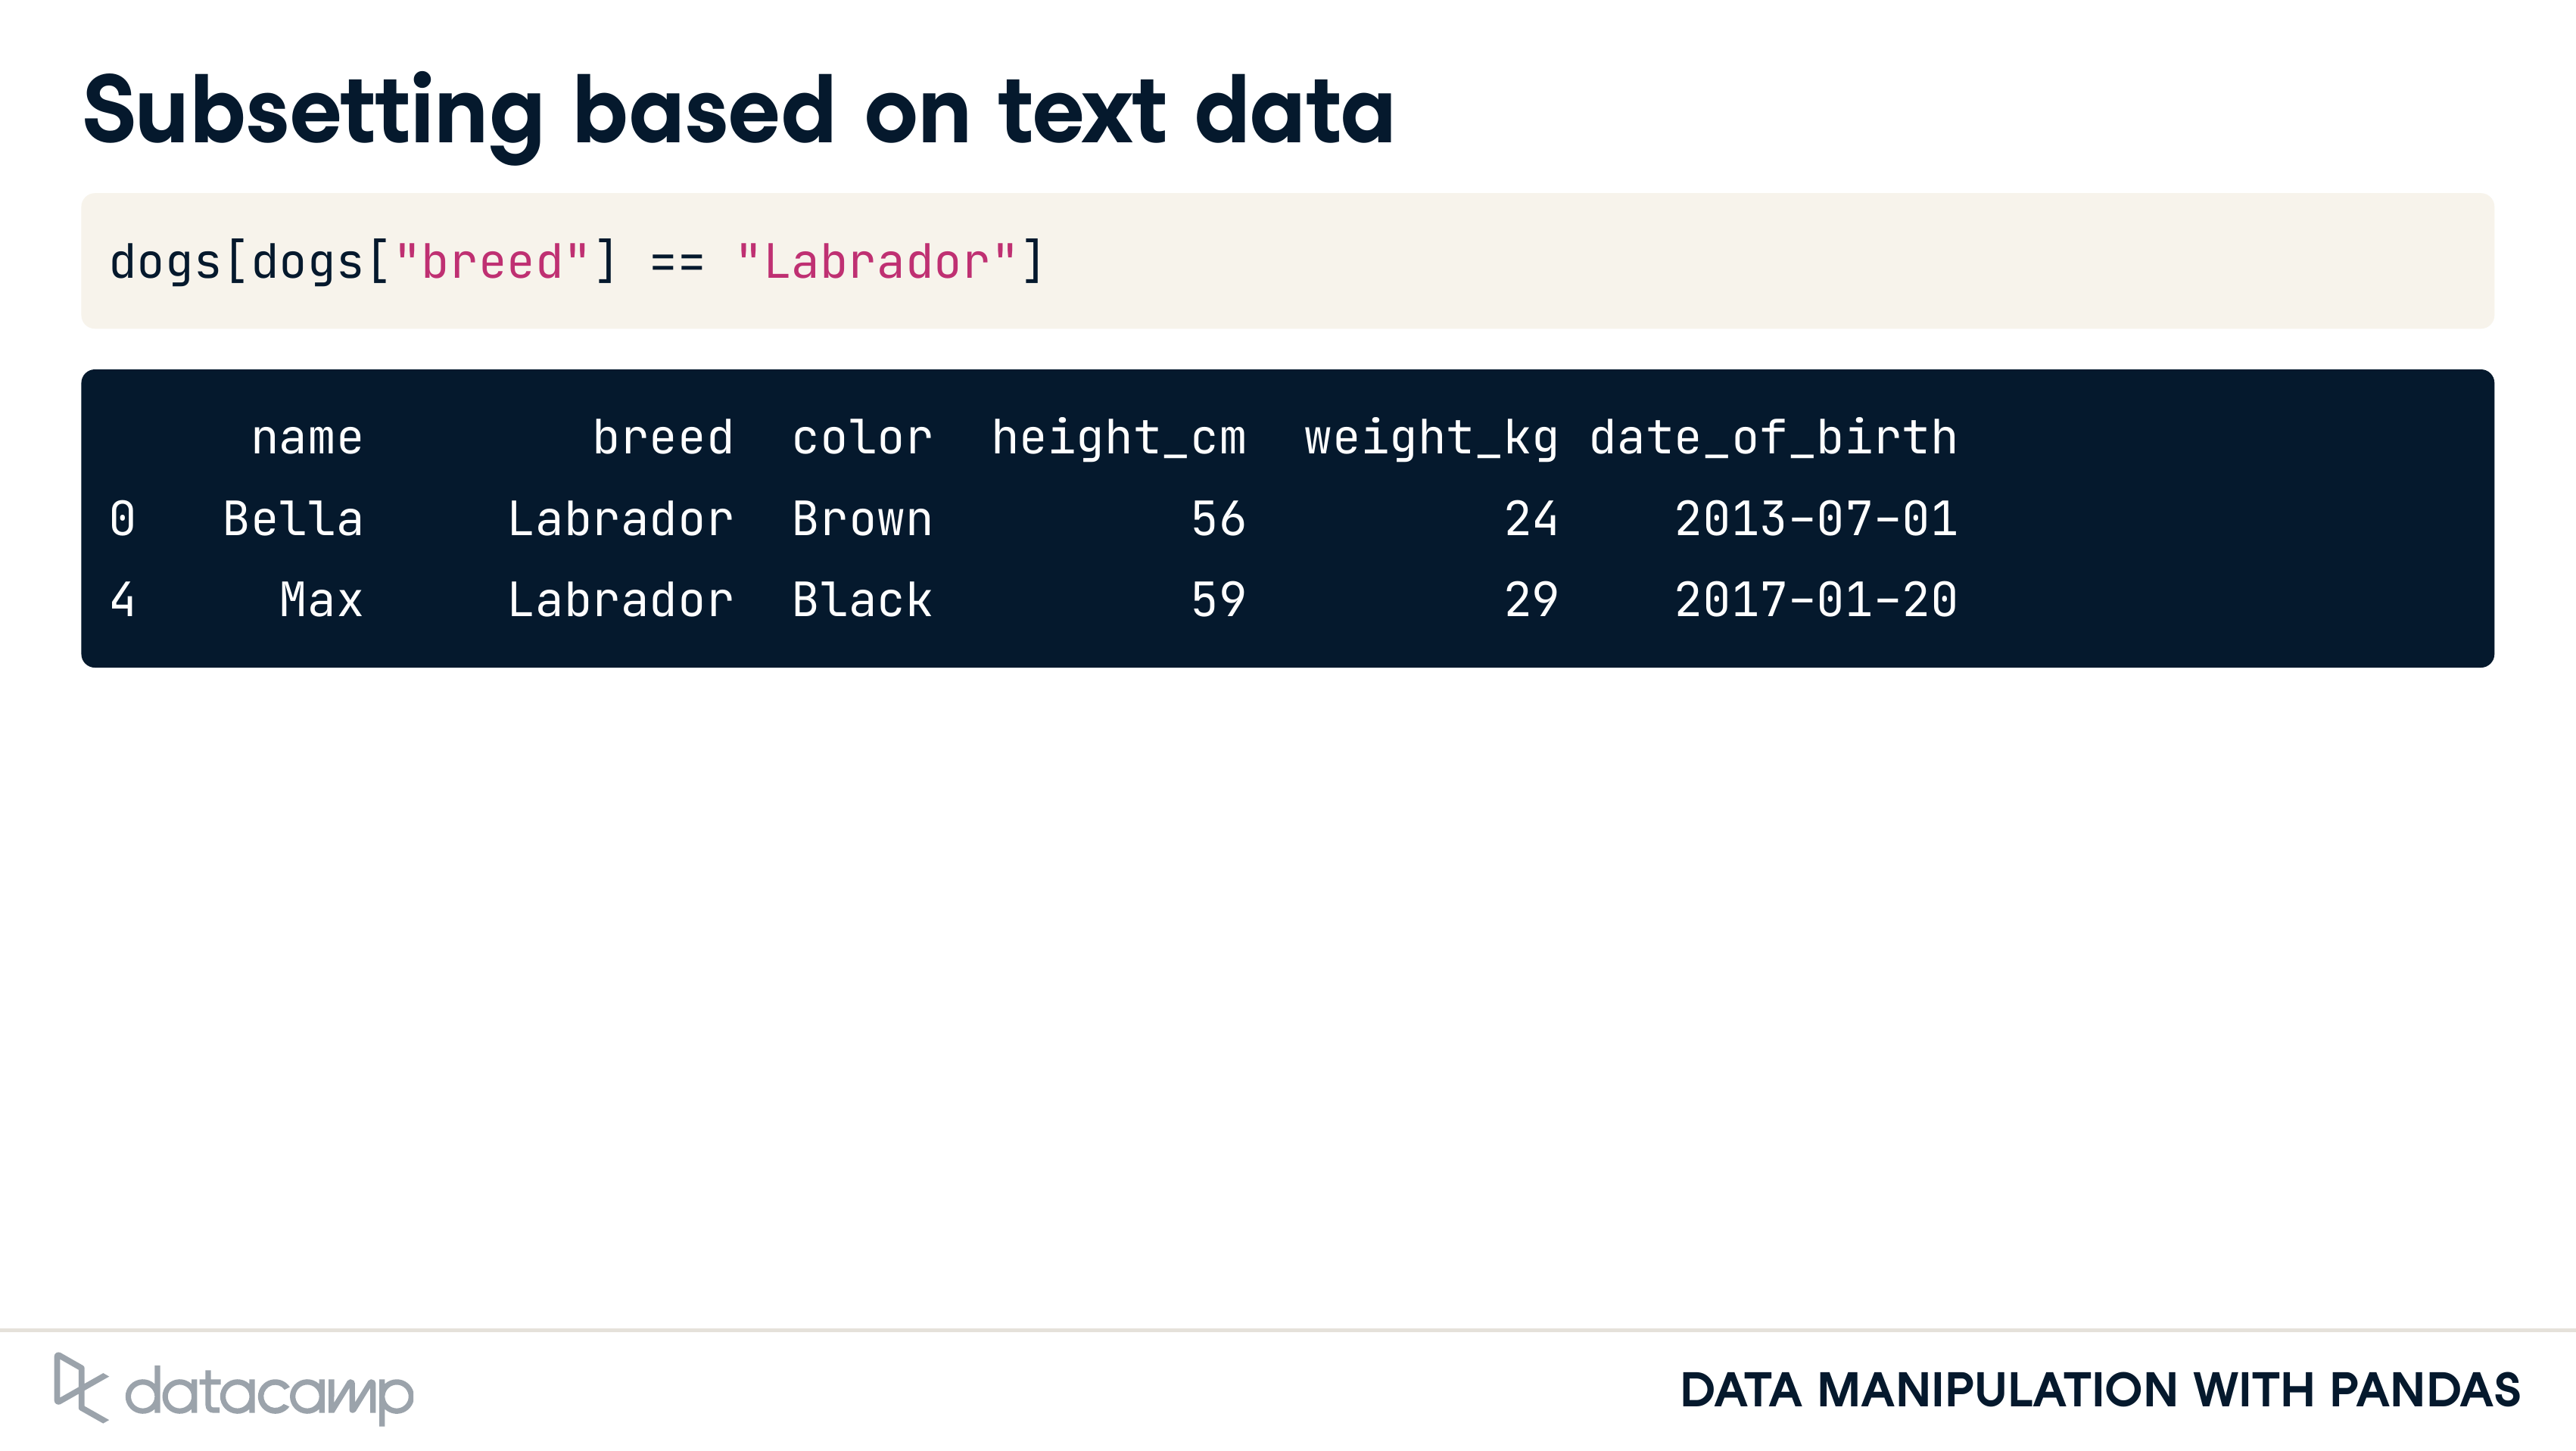 Subsetting based on text data
dogs[dogs["breed"] == "Labrador"]
name breed color height_cm weight_kg date_of_birth
0 Bella Labrador Brown 56 24 2013-07-01
4 Max Labrador Black 59 29 2017-01-20
datacamp
DATA MANIPULATION WITH PANDAS